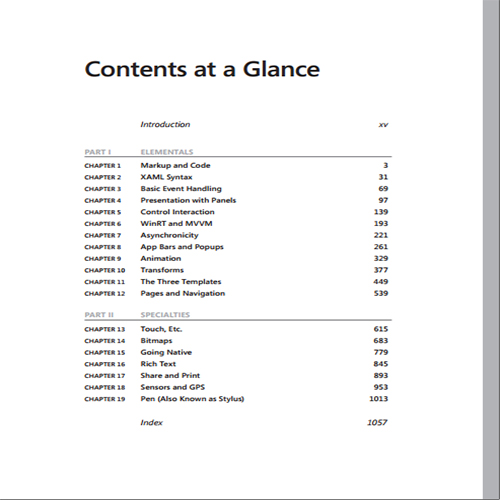 Contents at a Glance
Introduction xv
PART I ELEMENTALS
CHAPTER 1 Markup and Code 3
CHAPTER 2 XAML Syntax 31
CHAPTER 3 Basic Event Handling 69
CHAPTER 4 Presentation with Panels 97
CHAPTER 5 Control Interaction 139
CHAPTER 6 WinRT and MVVM 193
CHAPTER 7 Asynchronicity 221
CHAPTER 8 App Bars and Popups 261
CHAPTER 9 Animation 329
CHAPTER 10 Transforms 377
CHAPTER 11 The Three Templates 449
CHAPTER 12 Pages and Navigation 539
PART II SPECIALTIES
CHAPTER 13 Touch, Etc. 615
CHAPTER 14 Bitmaps 683
CHAPTER 15 Going Native 779
CHAPTER 16 Rich Text 845
CHAPTER 17 Share and Print 893
CHAPTER 18 Sensors and GPS 953
CHAPTER 19 Pen (Also Known as Stylus) 1013
Index 1057